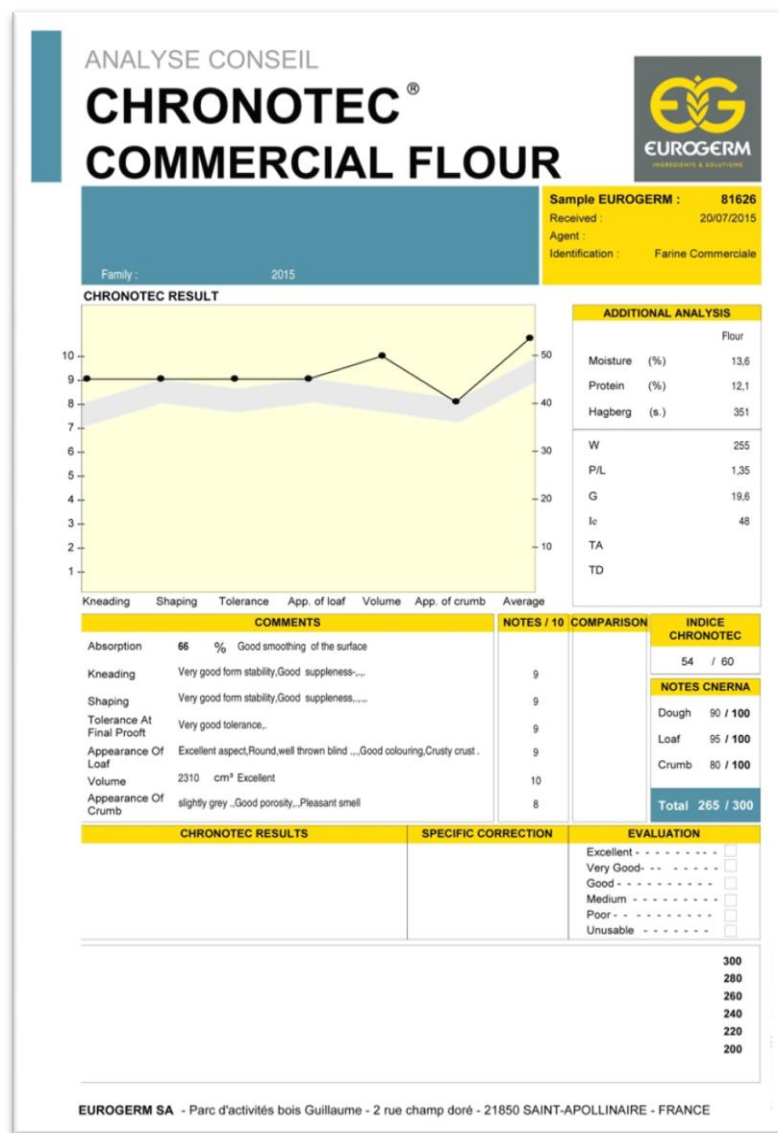 ANALYSE CONSEIL
CHRONOTEC®
COMMERCIAL FLOUR
EG
EUROGERM
INGREDIENTS & SOLUTIONS
Family : 2015
Sample EUROGERM : 81626
Received : 20/07/2015
Agent :
Identification : Farine Commerciale
CHRONOTEC RESULT
10 50
9
8 40
7
6 30
5
4 20
3
2 10
1
Kneading Shaping Tolerance App. of loaf Volume App. of crumb Average
ADDITIONAL ANALYSIS
Flour
Moisture (%) 13,6
Protein (%) 12,1
Hagberg (s.) 351
W 255
P/L 1,35
G 19,6
Ie 48
TA
TD
COMMENTS NOTES / 10 COMPARISON
Absorption 66 % Good smoothing of the surface
Kneading Very good form stability,Good suppleness-,.,. 9
Shaping Very good form stability,Good suppleness,.,.,. 9
Tolerance At
Final Prooft Very good tolerance,. 9
Appearance Of
Loaf Excellent aspect,Round,well thrown blind .,.,Good colouring,Crusty crust . 9
Volume 2310 cm³ Excellent 10
Appearance Of
Crumb slightly grey .,Good porosity,.,Pleasant smell 8
INDICE
CHRONOTEC
54 / 60
NOTES CNERNA
Dough 90 / 100
Loaf 95 / 100
Crumb 80 / 100
Total 265 / 300
CHRONOTEC RESULTS SPECIFIC CORRECTION EVALUATION
Excellent - - - - - - - - -
Very Good- -- - - - - -
Good - - - - - - - - - -
Medium - - - - - - - - -
Poor - - - - - - - - - -
Unusable - - - - - - -
300
280
260
240
220
200
EUROGERM SA - Parc d'activités bois Guillaume - 2 rue champ doré - 21850 SAINT-APOLLINAIRE - FRANCE